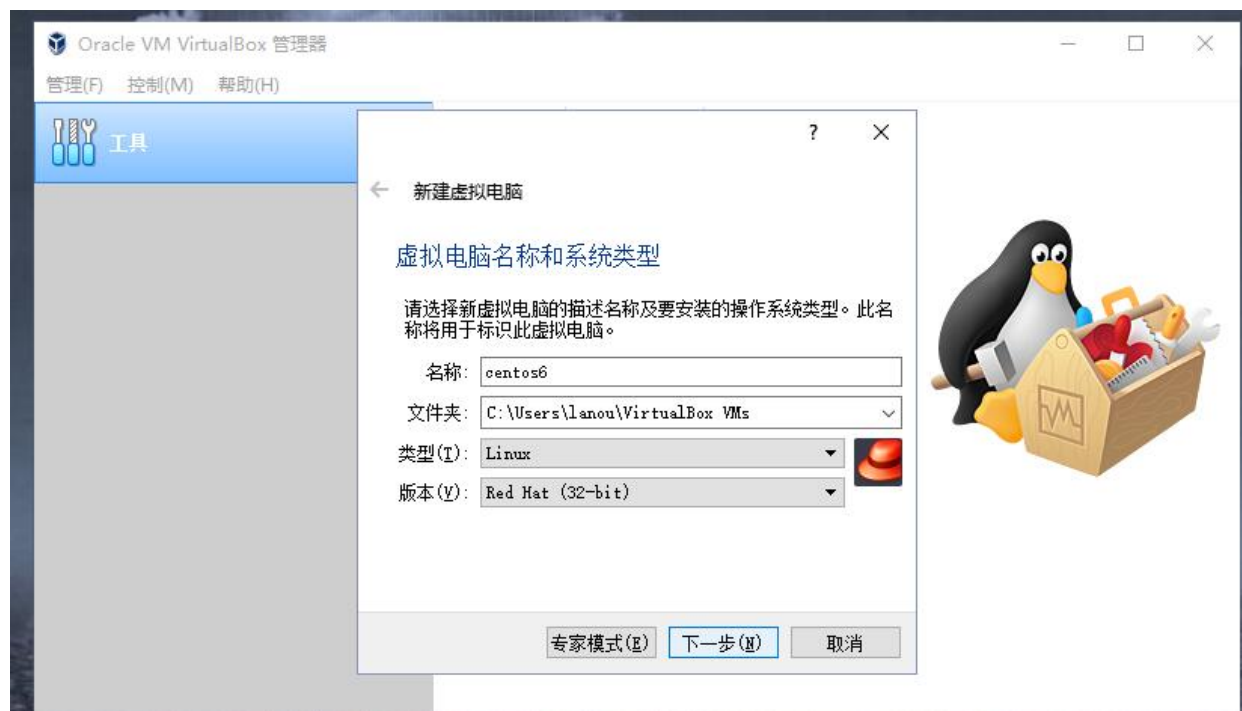 Oracle VM VirtualBox 管理器
管理(F) 控制(M) 帮助(H)
工具
?
新建虚拟电脑
虚拟电脑名称和系统类型
请选择新虚拟电脑的描述名称及要安装的操作系统类型。此名
称将用于标识此虚拟电脑。
名称: centos6
文件夹: C:\Users\lanou\VirtualBox VMs
类型(T): Linux
版本(V): Red Hat (32-bit)
专家模式(E) 下一步(N) 取消